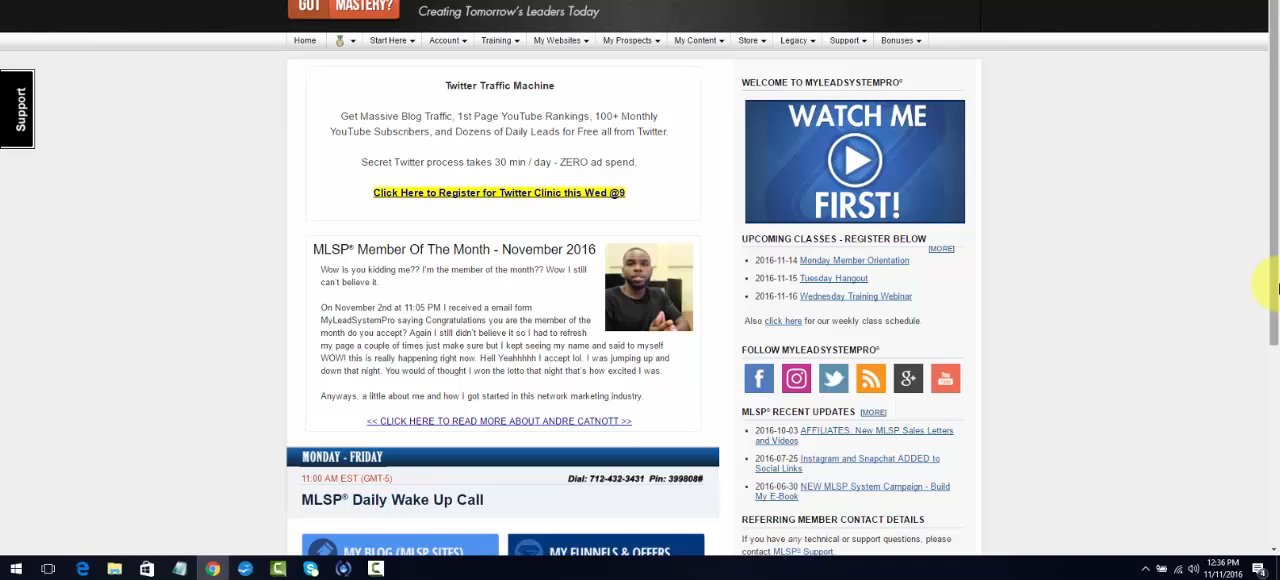 GOT MASTERY?
Creating Tomorrow's Leaders Today
Home Start Here Account Training My Websites My Prospects My Content Store Legacy Support Bonuses
Support
Twitter Traffic Machine
Get Massive Blog Traffic, 1st Page YouTube Rankings, 100+ Monthly
YouTube Subscribers, and Dozens of Daily Leads for Free all from Twitter.
Secret Twitter process takes 30 min / day - ZERO ad spend.
Click Here to Register for Twitter Clinic this Wed @9
MLSP® Member Of The Month - November 2016
Wow is you kidding me?? I'm the member of the month?? Wow I still
can't believe it.
On November 2nd at 11:05 PM I received a email form
MyLeadSystemPro saying Congratulations you are the member of the
month do you accept? Again I still didn't believe it so I had to refresh
my page a couple of times just make sure but I kept seeing my name and said to myself
WOW! this is really happening right now. Hell Yeahhhhh I accept lol. I was jumping up and
down that night. You would of thought I won the lotto that night that's how excited I was.
Anyways, a little about me and how I got started in this network marketing industry.
<< CLICK HERE TO READ MORE ABOUT ANDRE CATNOTT >>
MONDAY - FRIDAY
11:00 AM EST (GMT-5)
Dial: 712-432-3431 Pin: 399808#
MLSP® Daily Wake Up Call
MY BLOG (MLSP SITES)
MY FUNNELS & OFFERS
WELCOME TO MYLEADSYSTEMPRO®
WATCH ME
FIRST!
UPCOMING CLASSES - REGISTER BELOW
[MORE]
2016-11-14 Monday Member Orientation
2016-11-15 Tuesday Hangout
2016-11-16 Wednesday Training Webinar
Also click here for our weekly class schedule.
FOLLOW MYLEADSYSTEMPRO®
You Tube
MLSP® RECENT UPDATES [MORE]
2016-10-03 AFFILIATES: New MLSP Sales Letters
and Videos
2016-07-25 Instagram and Snapchat ADDED to
Social Links
2016-06-30 NEW MLSP System Campaign - Build
My E-Book
REFERRING MEMBER CONTACT DETAILS
If you have any technical or support questions, please
contact MLSP® Support.
12:36 PM
11/11/2016
4